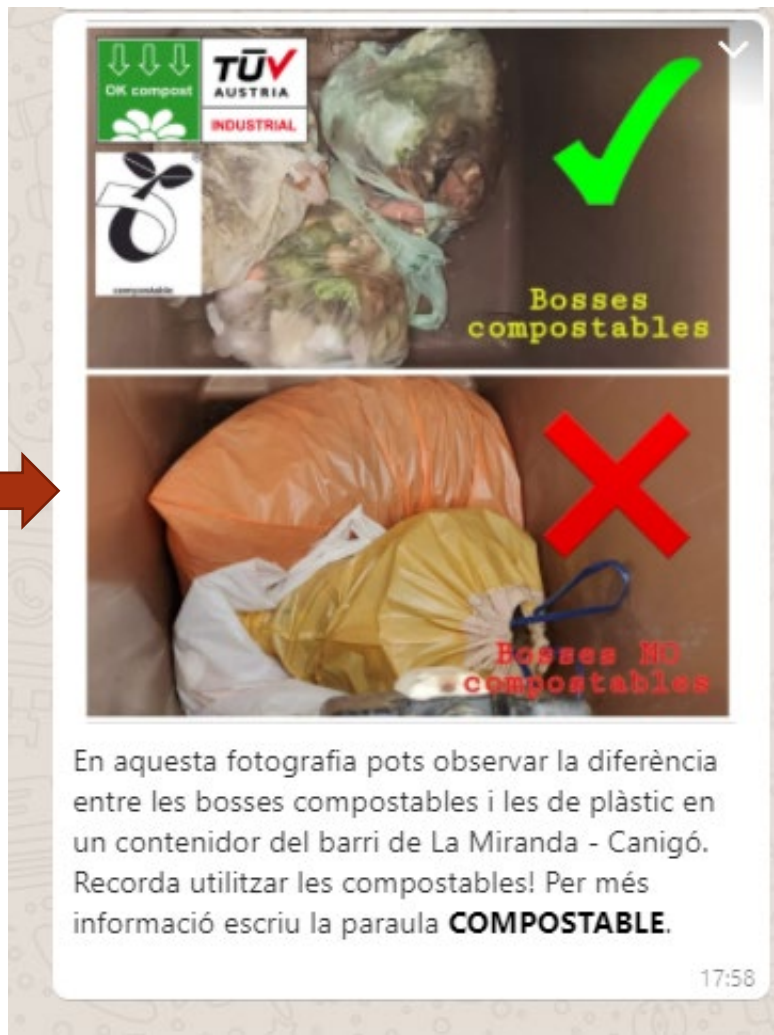 OK compost
TÜV
AUSTRIA
INDUSTRIAL
compostable
Bosses
compostables
Bosses NO
compostables
En aquesta fotografia pots observar la diferència
entre les bosses compostables i les de plàstic en
un contenidor del barri de La Miranda - Canigó.
Recorda utilitzar les compostables! Per més
informació escriu la paraula COMPOSTABLE.
17:58